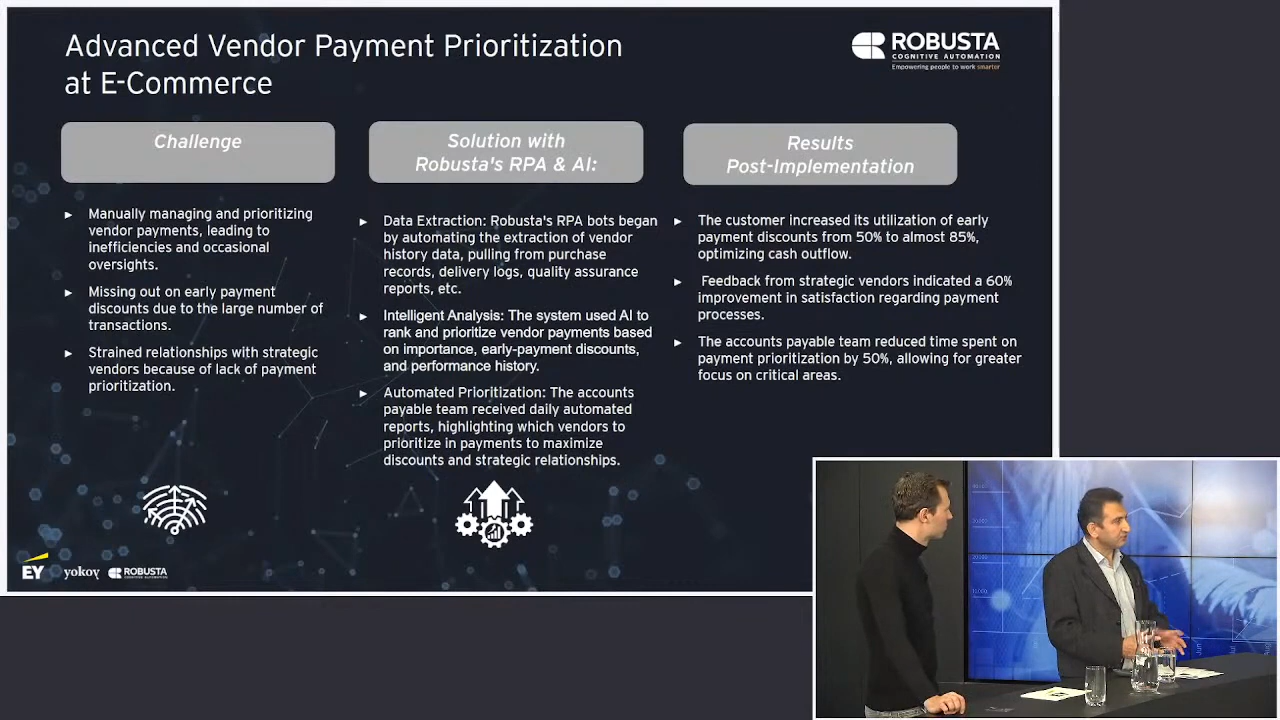 Advanced Vendor Payment Prioritization
at E-Commerce
ROBUSTA
COGNITIVE AUTOMATION
Empowering people to work smarter
Challenge
Manually managing and prioritizing
vendor payments, leading to
inefficiencies and occasional
oversights.
Missing out on early payment
discounts due to the large number of
transactions.
Strained relationships with strategic
vendors because of lack of payment
prioritization.
Solution with
Robusta's RPA & AI:
Data Extraction: Robusta's RPA bots began
by automating the extraction of vendor
history data, pulling from purchase
records, delivery logs, quality assurance
reports, etc.
Intelligent Analysis: The system used AI to
rank and prioritize vendor payments based
on importance, early-payment discounts,
and performance history.
Automated Prioritization: The accounts
payable team received daily automated
reports, highlighting which vendors to
prioritize in payments to maximize
discounts and strategic relationships.
Results
Post-Implementation
The customer increased its utilization of early
payment discounts from 50% to almost 85%,
optimizing cash outflow.
Feedback from strategic vendors indicated a 60%
improvement in satisfaction regarding payment
processes.
The accounts payable team reduced time spent on
payment prioritization by 50%, allowing for greater
focus on critical areas.
EY
yokoy
ROBUSTA
COGNITIVE AUTOMATION
Jun
Jul